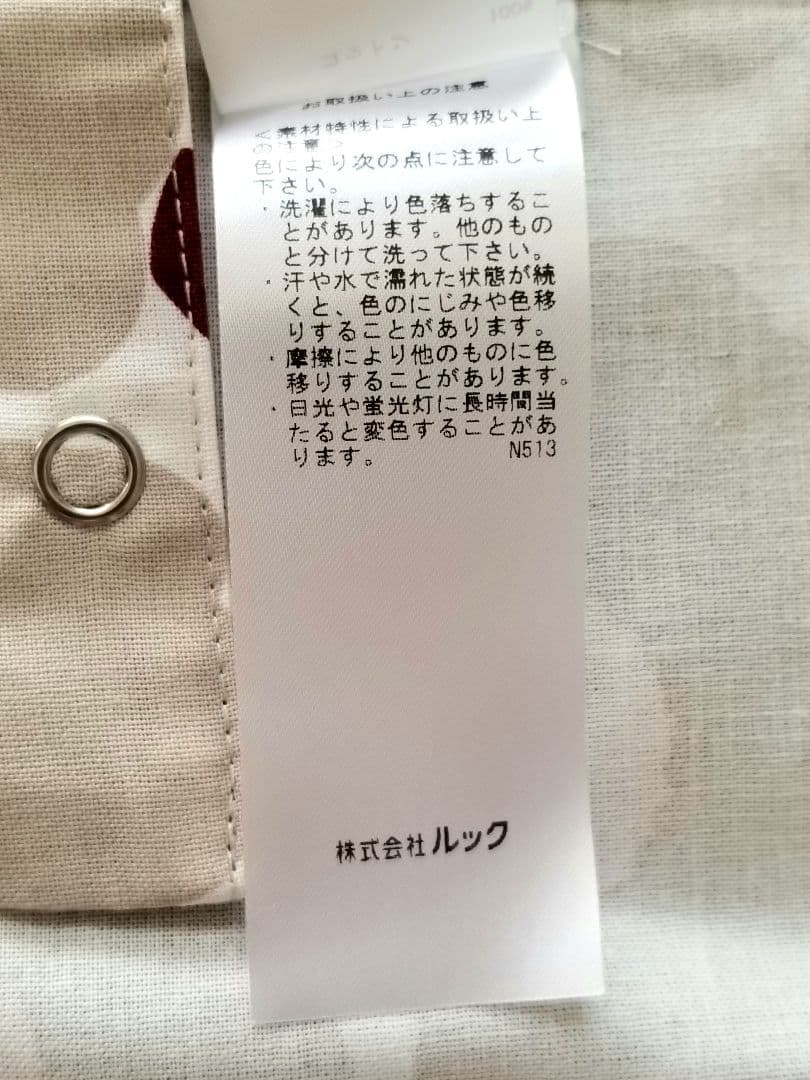 お取扱い上の注意
<素材特性による取扱い上
の注意>
色により次の点に注意して
下さい。
・洗濯により色落ちするこ
とがあります。他のもの
と分けて洗って下さい。
・汗や水で濡れた状態が続
くと、色のにじみや色移
りすることがあります。
・摩擦により他のものに色
移りすることがあります。
・日光や蛍光灯に長時間当
たると変色することがあ
ります。 N513
株式会社ルック